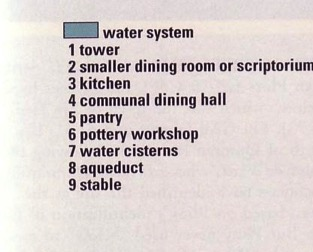 water system
1 tower
2 smaller dining room or scriptorium
3 kitchen
4 communal dining hall
5 pantry
6 pottery workshop
7 water cisterns
8 aqueduct
9 stable